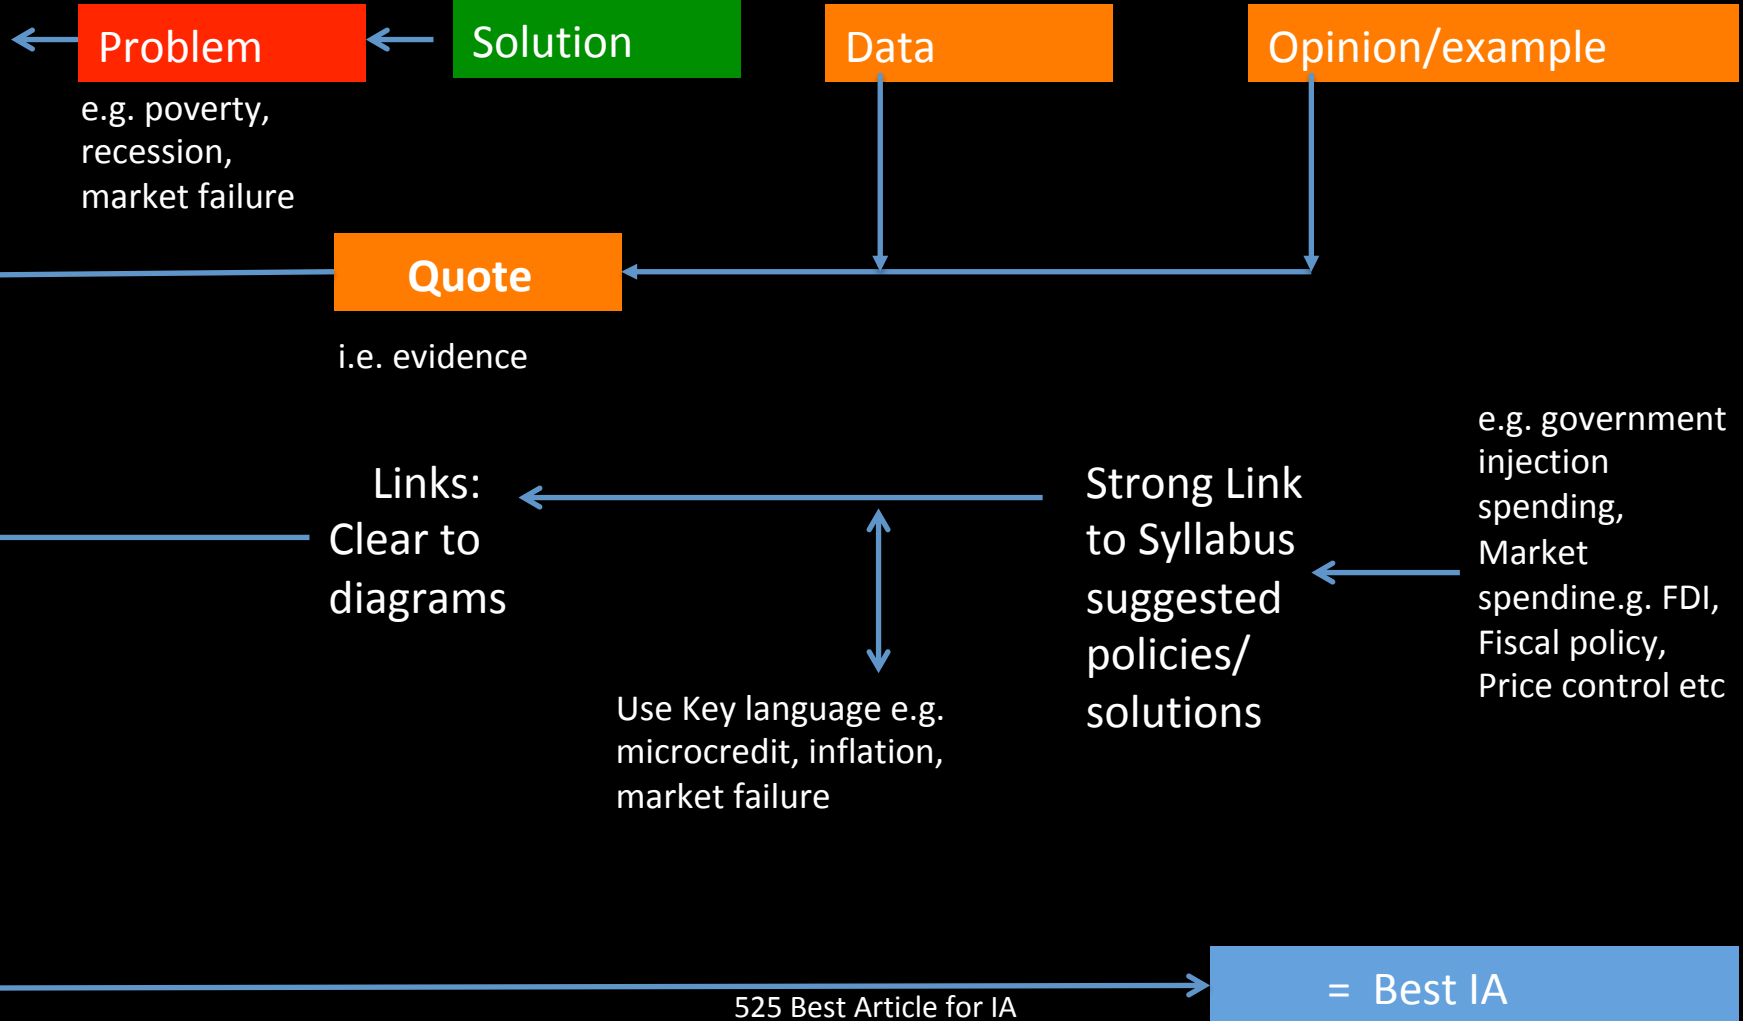 Problem
Solution
Data
Opinion/example
e.g. poverty,
recession,
market failure
Quote
i.e. evidence
Links:
Clear to
diagrams
Strong Link
to Syllabus
suggested
policies/
solutions
e.g. government
injection
spending,
Market
spendine.g. FDI,
Fiscal policy,
Price control etc
Use Key language e.g.
microcredit, inflation,
market failure
= Best IA
525 Best Article for IA